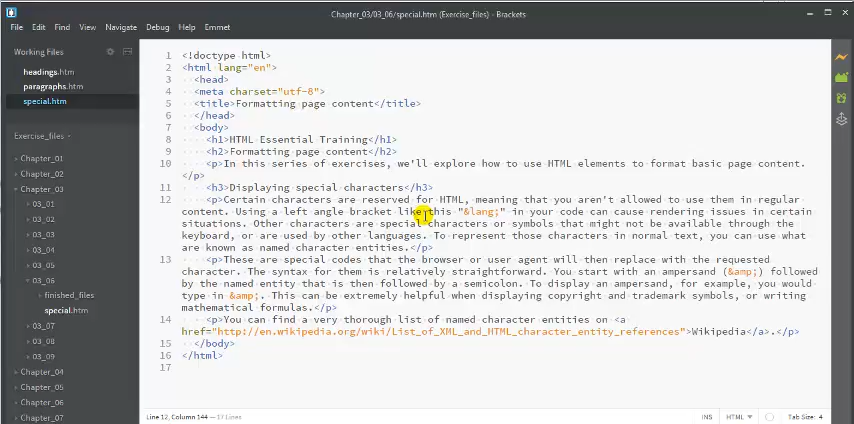 Chapter_03/03_06/special.htm (Exercise_files) - Brackets
File Edit Find View Navigate Debug Help Emmet
Working Files
headings.htm
paragraphs.htm
special.htm
Exercise_files
Chapter_01
Chapter_02
Chapter_03
03_01
03_02
03_03
03_04
03_05
03_06
finished_files
special.htm
03_07
03_08
03_09
Chapter_04
Chapter_05
Chapter_06
Chapter_07
1 <!doctype html>
2 <html lang="en">
3 <head>
4 <meta charset="utf-8">
5 <title>Formatting page content</title>
6 </head>
7 <body>
8 <h1>HTML Essential Training</h1>
9 <h2>Formatting page content</h2>
10 <p>In this series of exercises, we'll explore how to use HTML elements to format basic page content.
</p>
11 <h3>Displaying special characters</h3>
12 <p>Certain characters are reserved for HTML, meaning that you aren't allowed to use them in regular
content. Using a left angle bracket like this "&lang;" in your code can cause rendering issues in certain
situations. Other characters are special characters or symbols that might not be available through the
keyboard, or are used by other languages. To represent those characters in normal text, you can use what
are known as named character entities.</p>
13 <p>These are special codes that the browser or user agent will then replace with the requested
character. The syntax for them is relatively straightforward. You start with an ampersand (&amp;) followed
by the named entity that is then followed by a semicolon. To display an ampersand, for example, you would
type in &amp;. This can be extremely helpful when displaying copyright and trademark symbols, or writing
mathematical formulas.</p>
14 <p>You can find a very thorough list of named character entities on <a
href="http://en.wikipedia.org/wiki/List_of_XML_and_HTML_character_entity_references">Wikipedia</a>.</p>
15 </body>
16 </html>
17
Line 12, Column 144 — 17 Lines
INS HTML Tab Size: 4